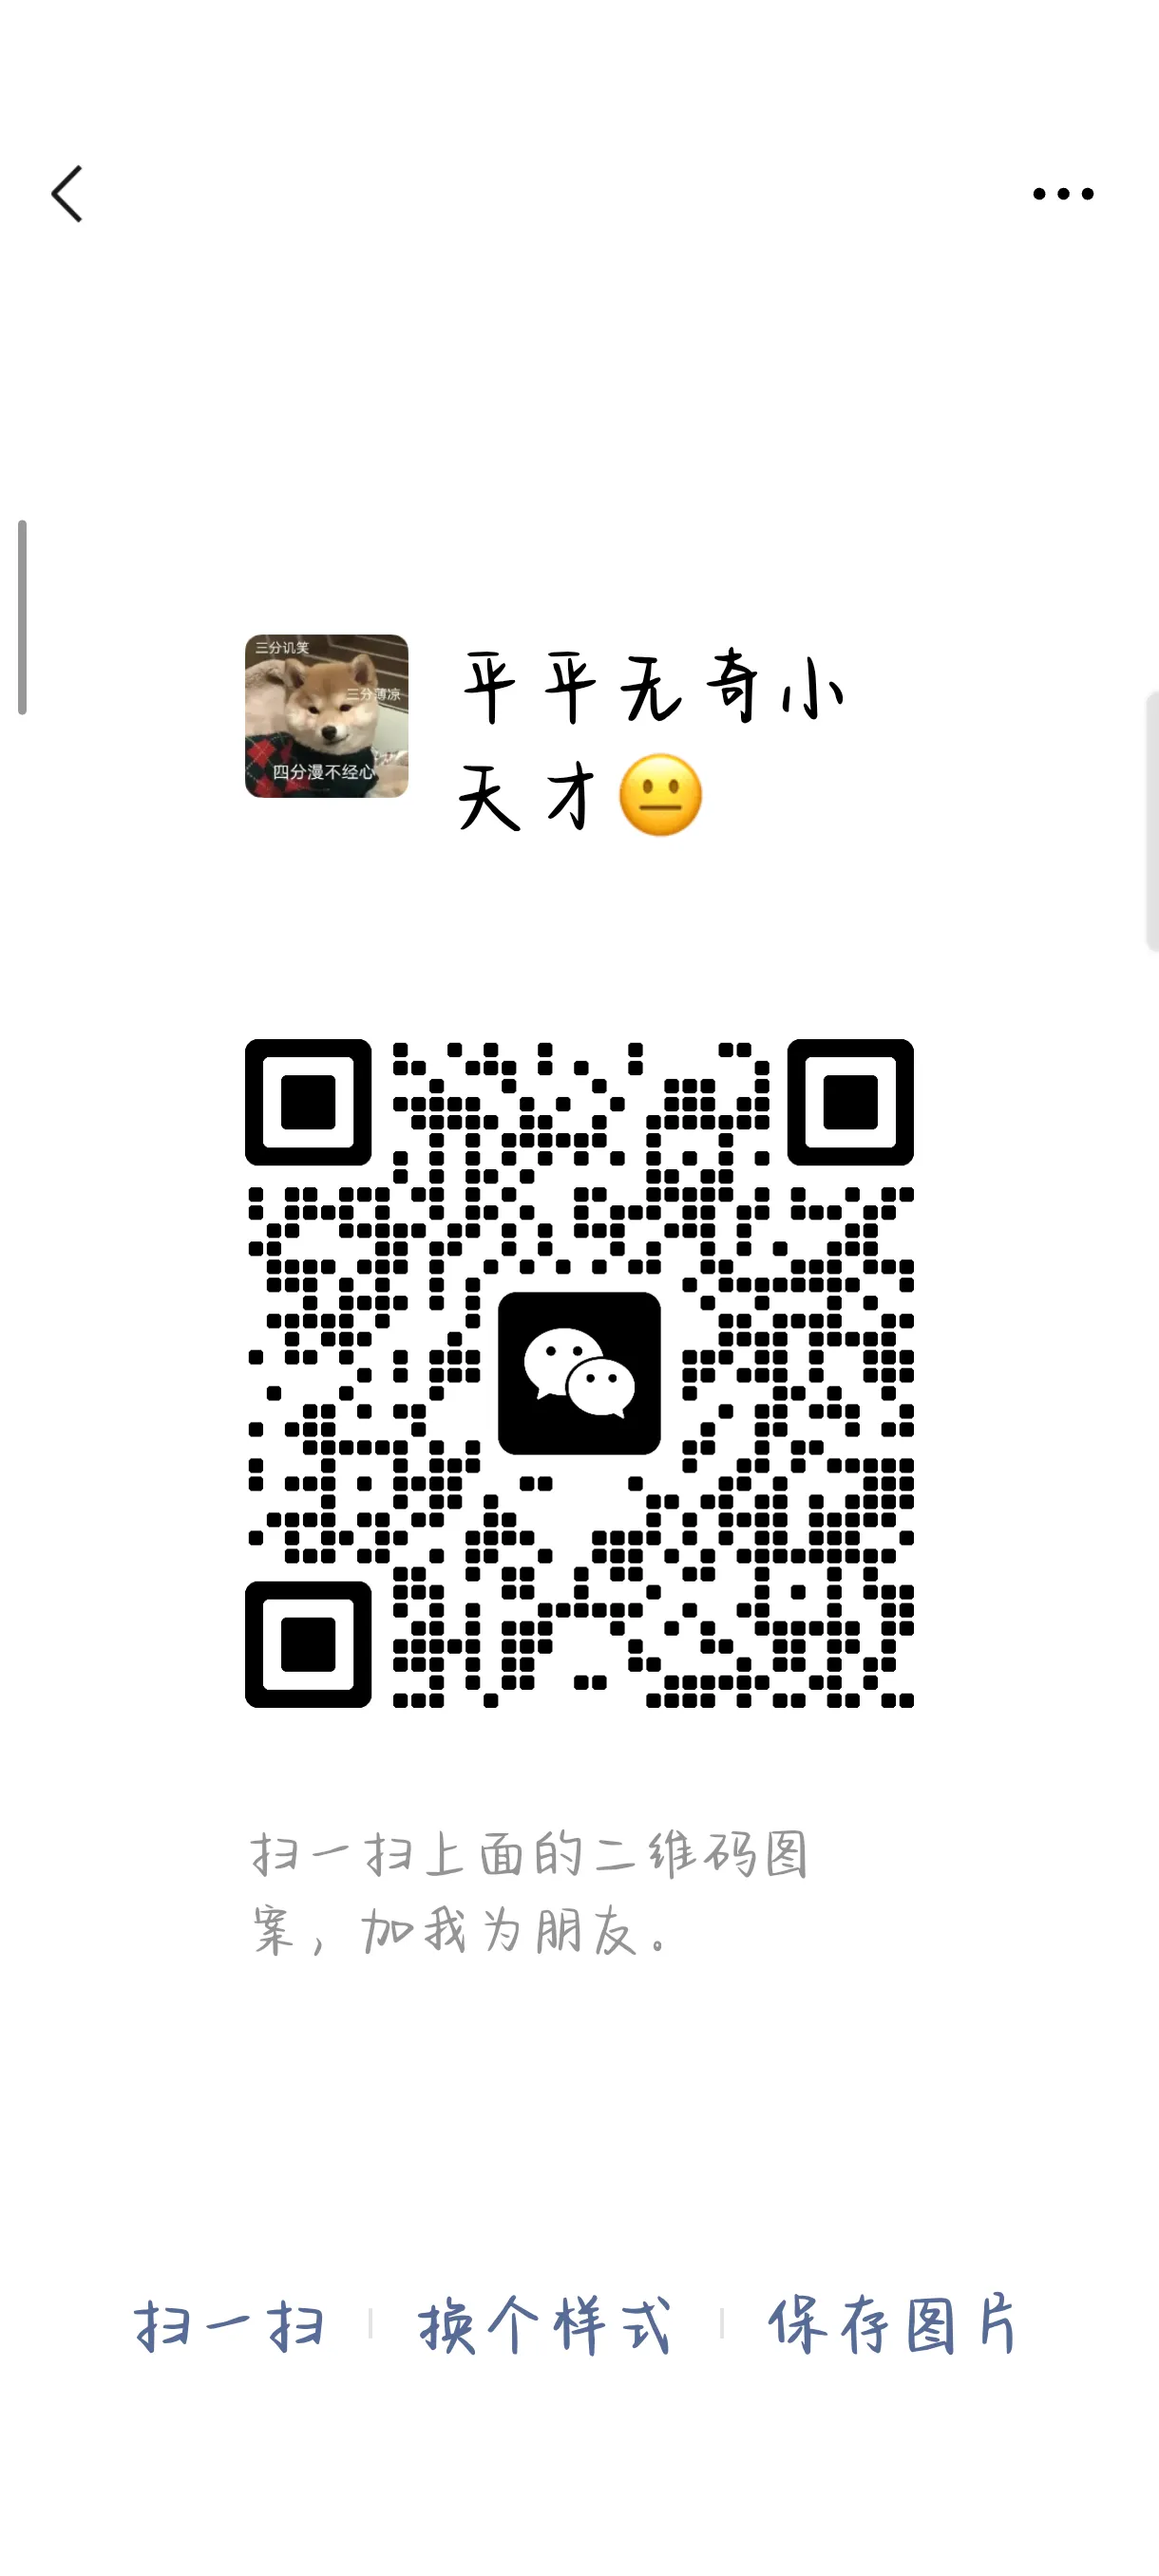 三分讥笑
三分薄凉
四分漫不经心
平平无奇小
天才😐
扫一扫上面的二维码图
案，加我为朋友。
扫一扫
换个样式
保存图片